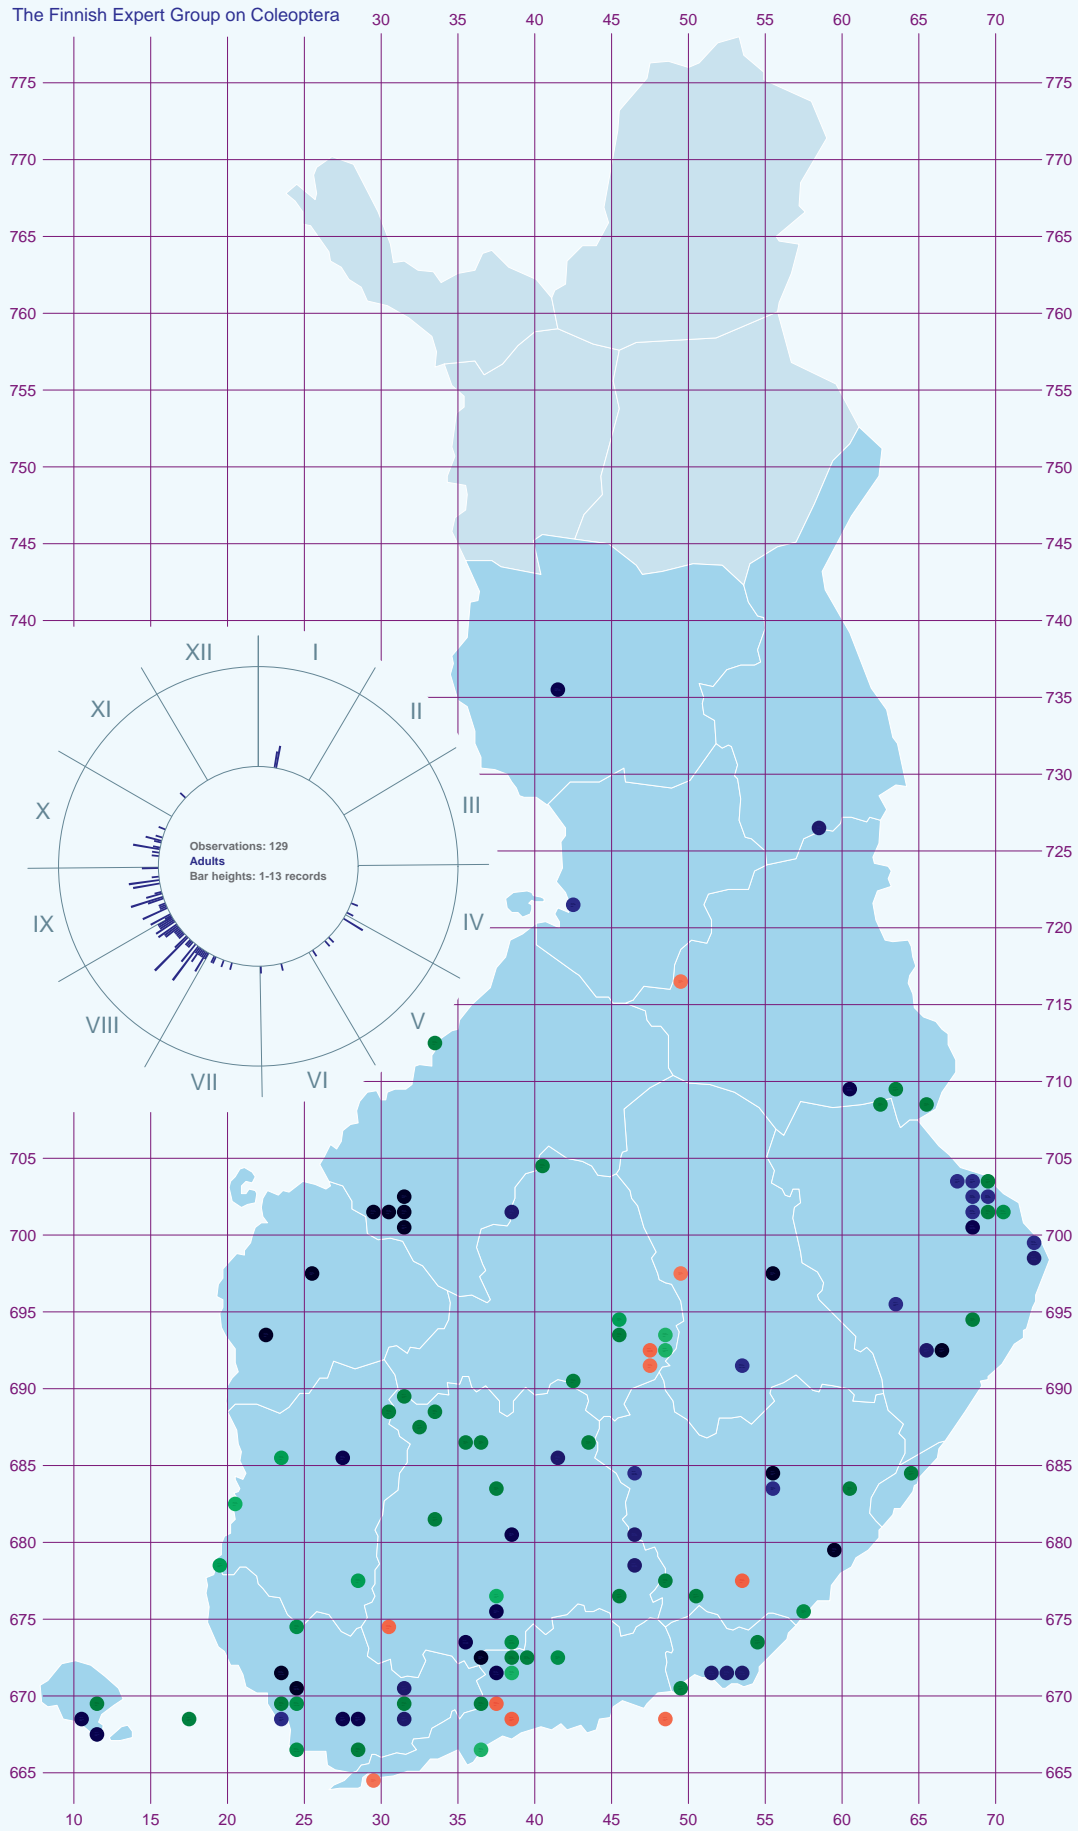 The Finnish Expert Group on Coleoptera
30 35 40 45 50 55 60 65 70
775 775
770 770
765 765
760 760
755 755
750 750
745 745
740 740
XII I
XI II
735
730
X III
Observations: 129
Adults
Bar heights: 1-13 records
725
IX IV
720
715
VIII V
VII VI
710
705 705
700 700
695 695
690 690
685 685
680 680
675 675
670 670
665 665
10 15 20 25 30 35 40 45 50 55 60 65 70